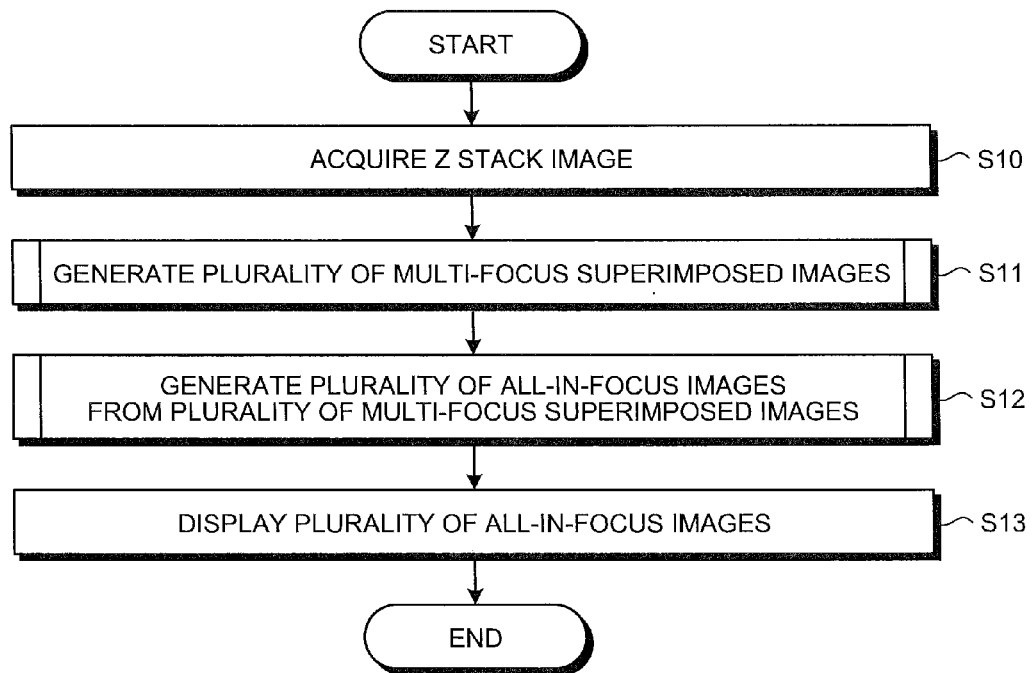 START
ACQUIRE Z STACK IMAGE
S10
GENERATE PLURALITY OF MULTI-FOCUS SUPERIMPOSED IMAGES
S11
GENERATE PLURALITY OF ALL-IN-FOCUS IMAGES
FROM PLURALITY OF MULTI-FOCUS SUPERIMPOSED IMAGES
S12
DISPLAY PLURALITY OF ALL-IN-FOCUS IMAGES
S13
END